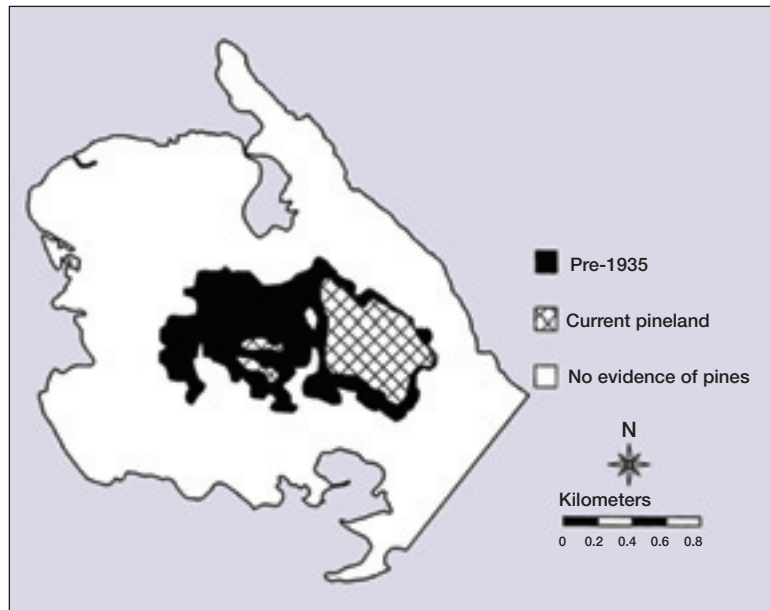 Pre-1935
Current pineland
No evidence of pines
N
Kilometers
0 0.2 0.4 0.6 0.8